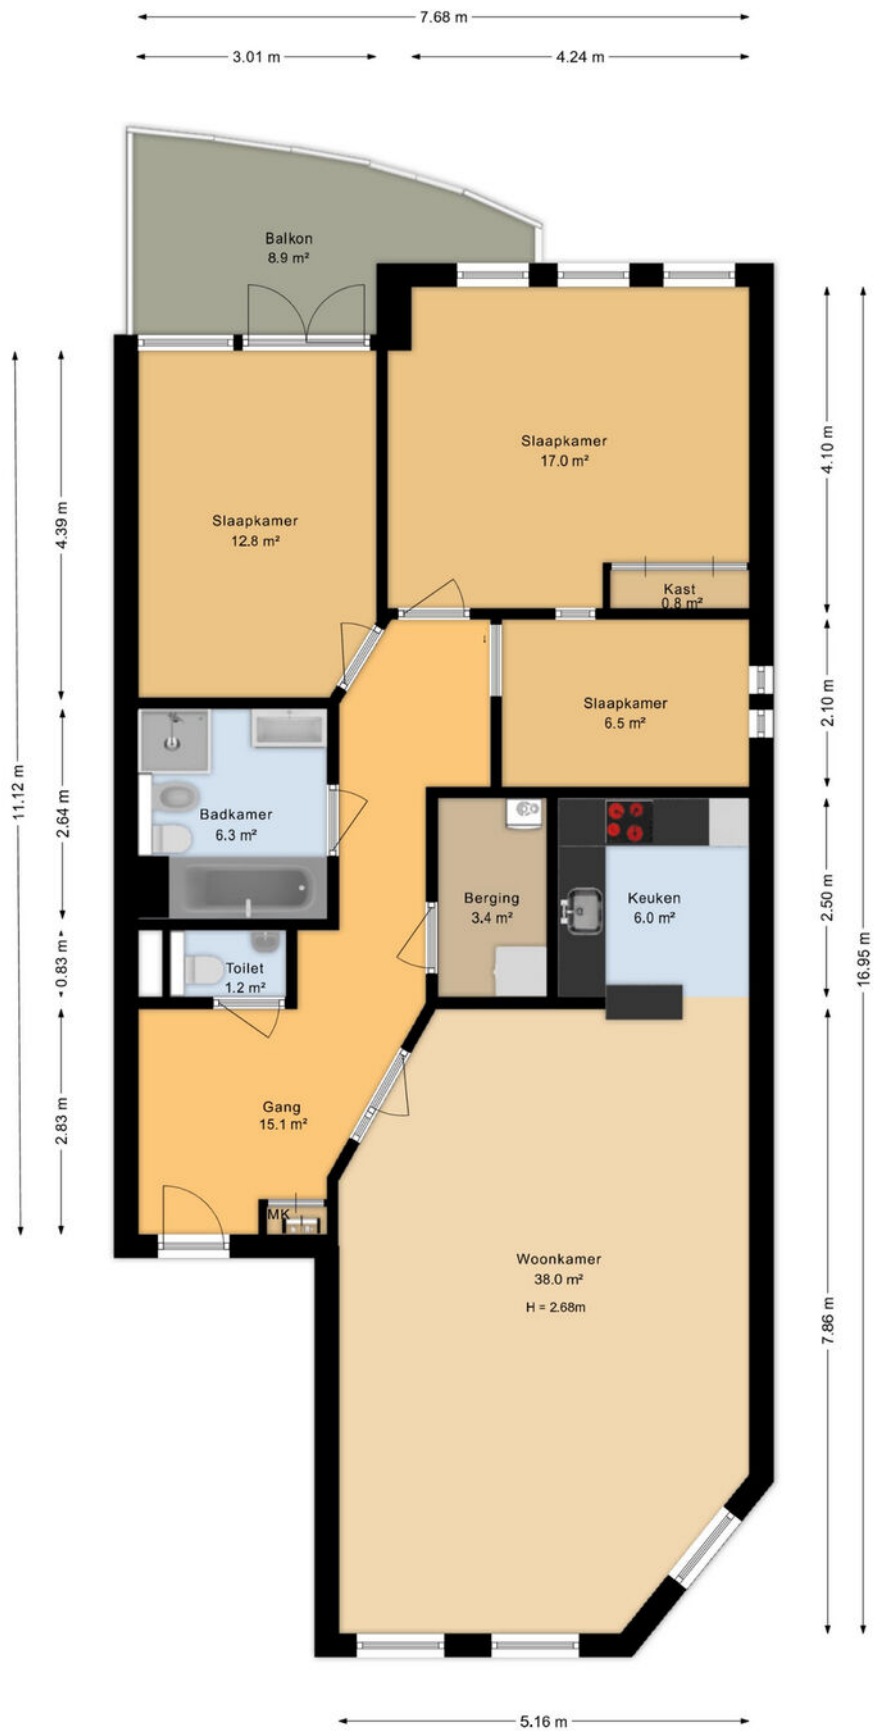 7.68 m
3.01 m
4.24 m
Balkon
8.9 m²
Slaapkamer
17.0 m²
4.10 m
4.39 m
Slaapkamer
12.8 m²
Kast
0.8 m²
Slaapkamer
6.5 m²
2.10 m
11.12 m
2.64 m
Badkamer
6.3 m²
Berging
3.4 m²
Keuken
6.0 m²
2.50 m
16.95 m
0.83 m
Toilet
1.2 m²
2.83 m
Gang
15.1 m²
MK
Woonkamer
38.0 m²
H = 2.68m
7.86 m
5.16 m